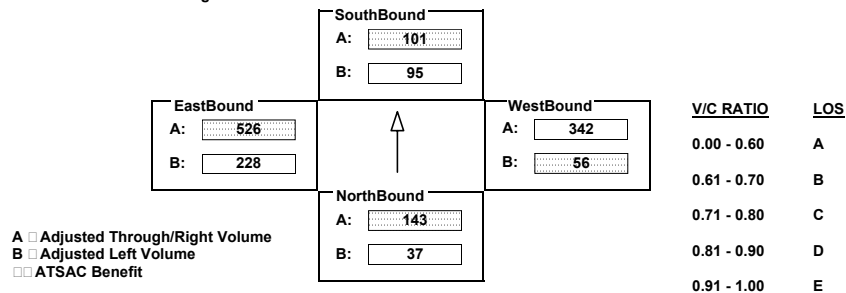 SouthBound
A: 101
B: 95
EastBound
A: 526
B: 228
WestBound
A: 342
B: 56
NorthBound
A: 143
B: 37
A □ Adjusted Through/Right Volume
B □ Adjusted Left Volume
□□ ATSAC Benefit
V/C RATIO LOS
0.00 - 0.60 A
0.61 - 0.70 B
0.71 - 0.80 C
0.81 - 0.90 D
0.91 - 1.00 E